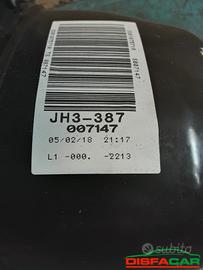 JH3-387
007147
05/02/18 21:17
L1 -000. -2213
subito
DISFACAR